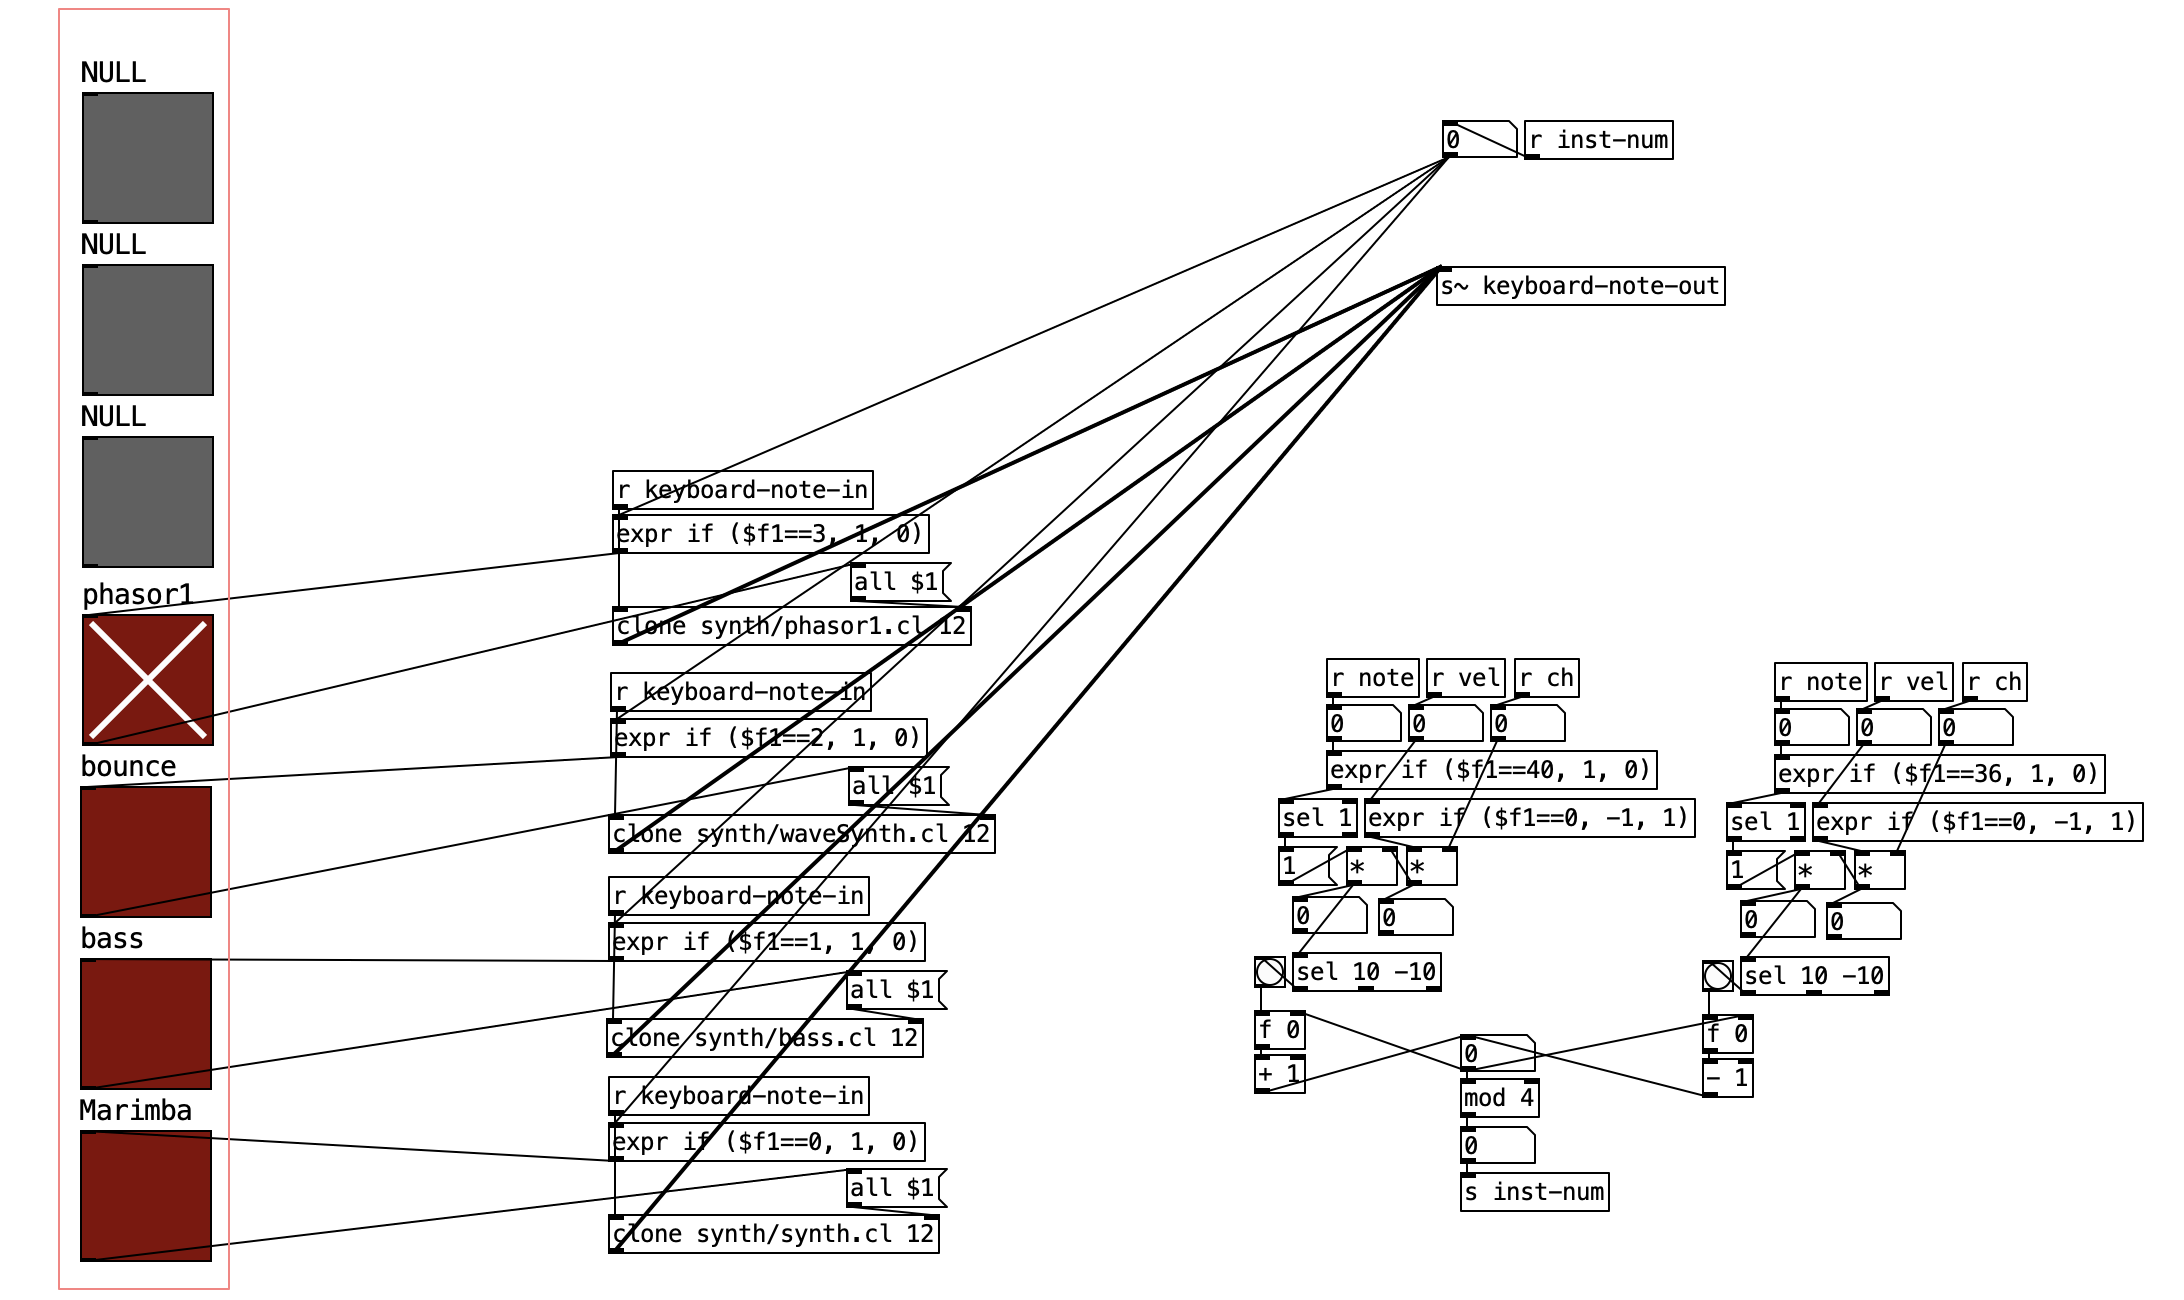 NULL
NULL
NULL
phasor1
bounce
bass
Marimba
r keyboard-note-in
expr if ($f1==3, 1, 0)
all $1
clone synth/phasor1.cl 12
r keyboard-note-in
expr if ($f1==2, 1, 0)
all $1
clone synth/waveSynth.cl 12
r keyboard-note-in
expr if ($f1==1, 1, 0)
all $1
clone synth/bass.cl 12
r keyboard-note-in
expr if ($f1==0, 1, 0)
all $1
clone synth/synth.cl 12
0 r inst-num
s~ keyboard-note-out
r note r vel r ch
0 0 0
expr if ($f1==40, 1, 0)
sel 1 expr if ($f1==0, -1, 1)
1 * *
0 0
sel 10 -10
f 0
+ 1
0
mod 4
0
s inst-num
r note r vel r ch
0 0 0
expr if ($f1==36, 1, 0)
sel 1 expr if ($f1==0, -1, 1)
1 * *
0 0
sel 10 -10
f 0
- 1